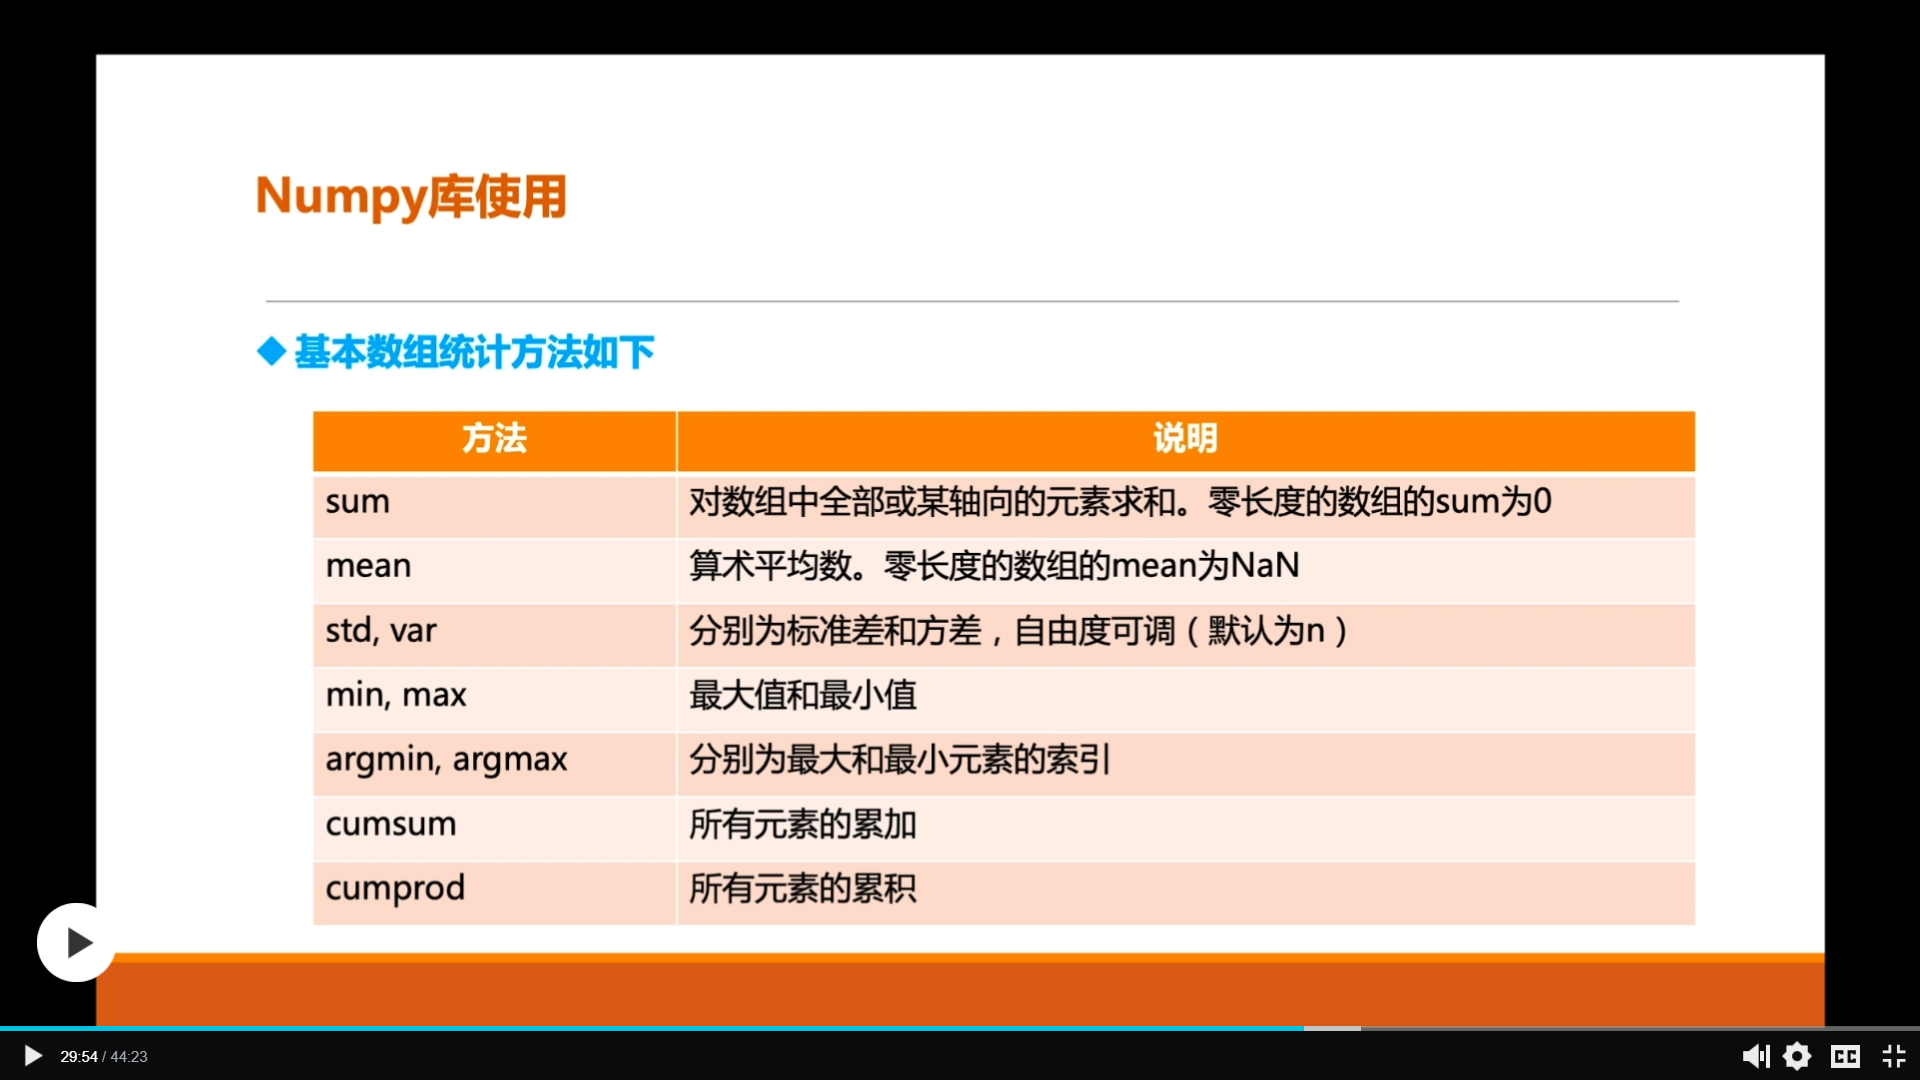 Numpy库使用
基本数组统计方法如下
方法 说明
sum 对数组中全部或某轴向的元素求和。零长度的数组的sum为0
mean 算术平均数。零长度的数组的mean为NaN
std, var 分别为标准差和方差，自由度可调（默认为n）
min, max 最大值和最小值
argmin, argmax 分别为最大和最小元素的索引
cumsum 所有元素的累加
cumprod 所有元素的累积
29:54 / 44:23 CC